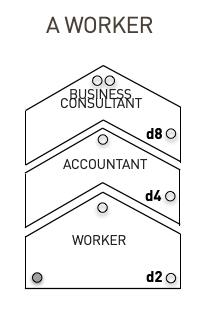 A WORKER
BUSINESS
CONSULTANT
d8
ACCOUNTANT
d4
WORKER
d2